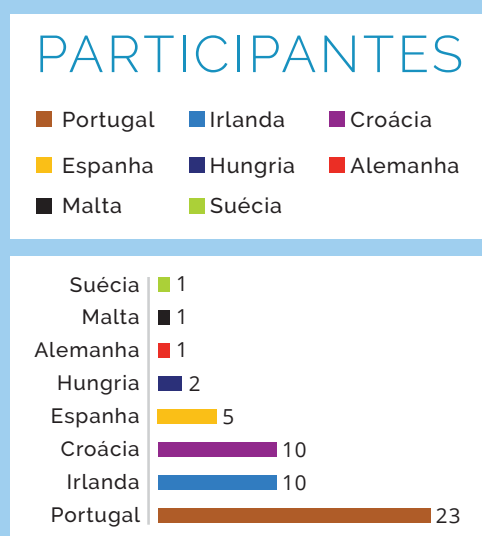 PARTICIPANTES
Portugal Irlanda Croácia
Espanha Hungria Alemanha
Malta Suécia
Suécia 1
Malta 1
Alemanha 1
Hungria 2
Espanha 5
Croácia 10
Irlanda 10
Portugal 23